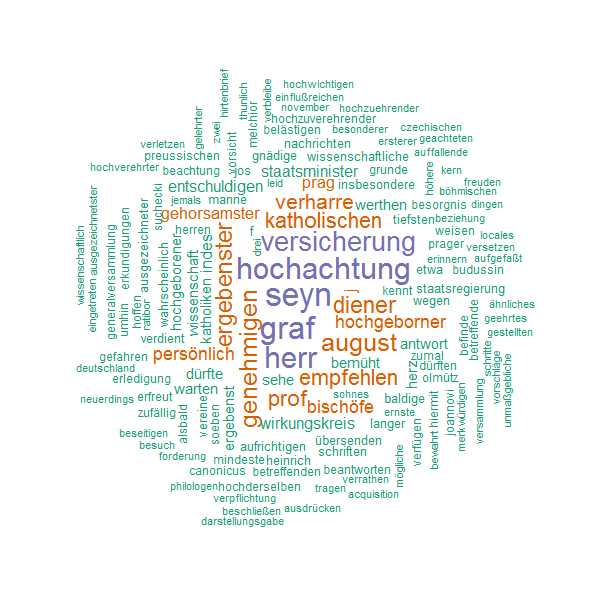 hochwichtigen
einflußreichen
november hochzuehrender
hochzuverehrender
belästigen besonderer czechischen
verletzen nachrichten ersterer geachteten
preussischen gnädige wissenschaftliche auffallende
hochverehrter beachtung jos staatsminister grunde kern
entschuldigen prag insbesondere freuden
jemals manne leid verharre werthen besorgnis dingen böhmischen
gehorsamster katholischen tiefsten beziehung
herren f versicherung weisen versetzen
drei prager erinnern aufgefaßt
hochachtung etwa budussin
seyn j kennt staatsregierung
diener wegen ähnliches
graf hochgeborner geehrtes
verdient august antwort gestellten
gefahren persönlich herr bemüht zumal
deutschland erledigung dürfte sehe empfehlen dürften
warten olmütz
neuerdings erfreut prof sohnes baldige
zufällig bischöfe ernste
wirkungskreis langer
beseitigen übersenden
besuch aufrichtigen schriften
forderung mindeste heinrich
canonicus betreffenden beantworten
philologen hochderselben verrathen
verpflichtung tragen acquisition
beschließen ausdrücken
darstellungsgabe
wissenschaftlich
eingetreten ausgezeichnetster
generalversammlung
umhin
erkundigungen
hoffen
ratibor
ausgezeichneter
suchecki
wahrscheinlich
hochgeborener
wissenschaft
katholiken indes
gelehrter
zwei
hirtenbrief
vorsicht
thunlich
melchior
verbleibe
ergebenster
genehmigen
alsbald
vereine
soeben
ergebenst
höhere
herz
mögliche
verfügen
bewahrt hiermit
joannovi
merkwürdigen
befinde
betreffende
versammlung
schritte
vorschläge
unmaßgebliche